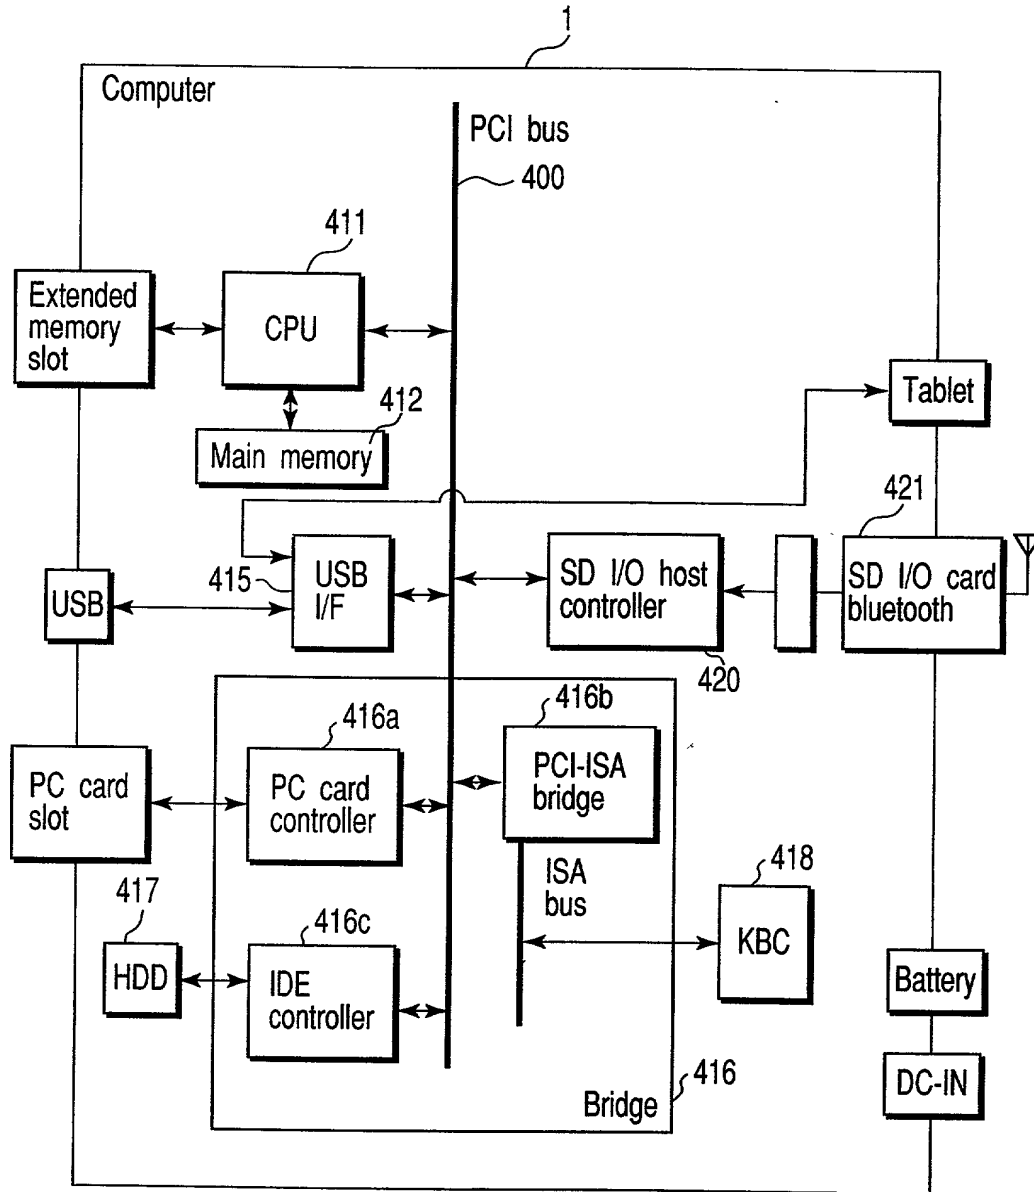 1
Computer
PCI bus
400
411
Extended
memory
slot
CPU
412
Main memory
Tablet
421
415
USB
USB
I/F
SD I/O host
controller
SD I/O card
bluetooth
420
416a
416b
PC card
slot
PC card
controller
PCI-ISA
bridge
ISA
bus
418
417
416c
KBC
HDD
IDE
controller
Battery
416
DC-IN
Bridge